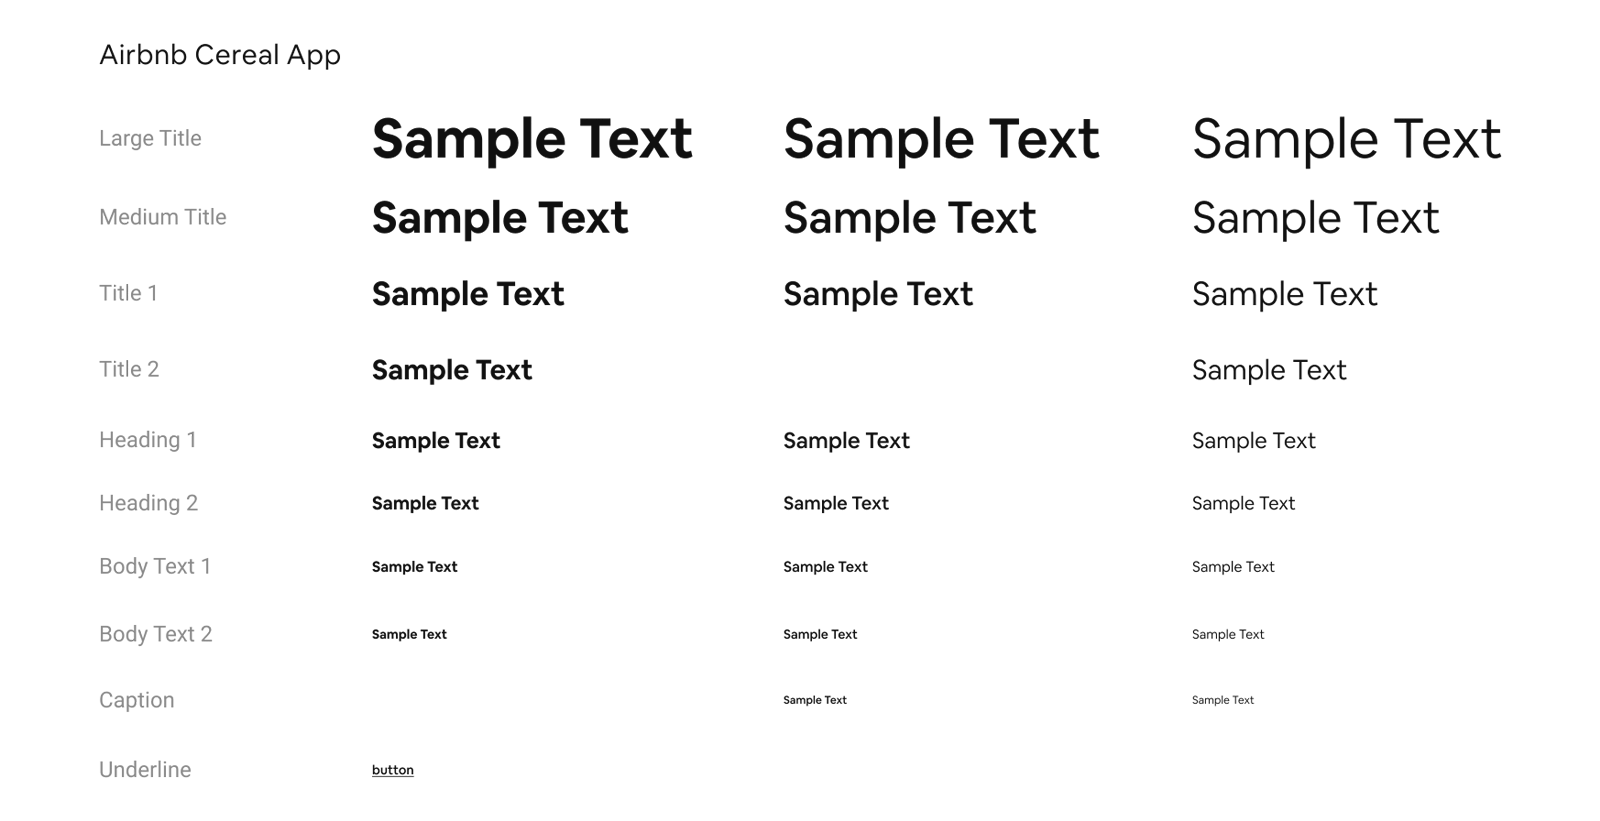 Airbnb Cereal App
Large Title Sample Text Sample Text Sample Text
Medium Title Sample Text Sample Text Sample Text
Title 1 Sample Text Sample Text Sample Text
Title 2 Sample Text Sample Text
Heading 1 Sample Text Sample Text Sample Text
Heading 2 Sample Text Sample Text Sample Text
Body Text 1 Sample Text Sample Text Sample Text
Body Text 2 Sample Text Sample Text Sample Text
Caption Sample Text Sample Text
Underline button